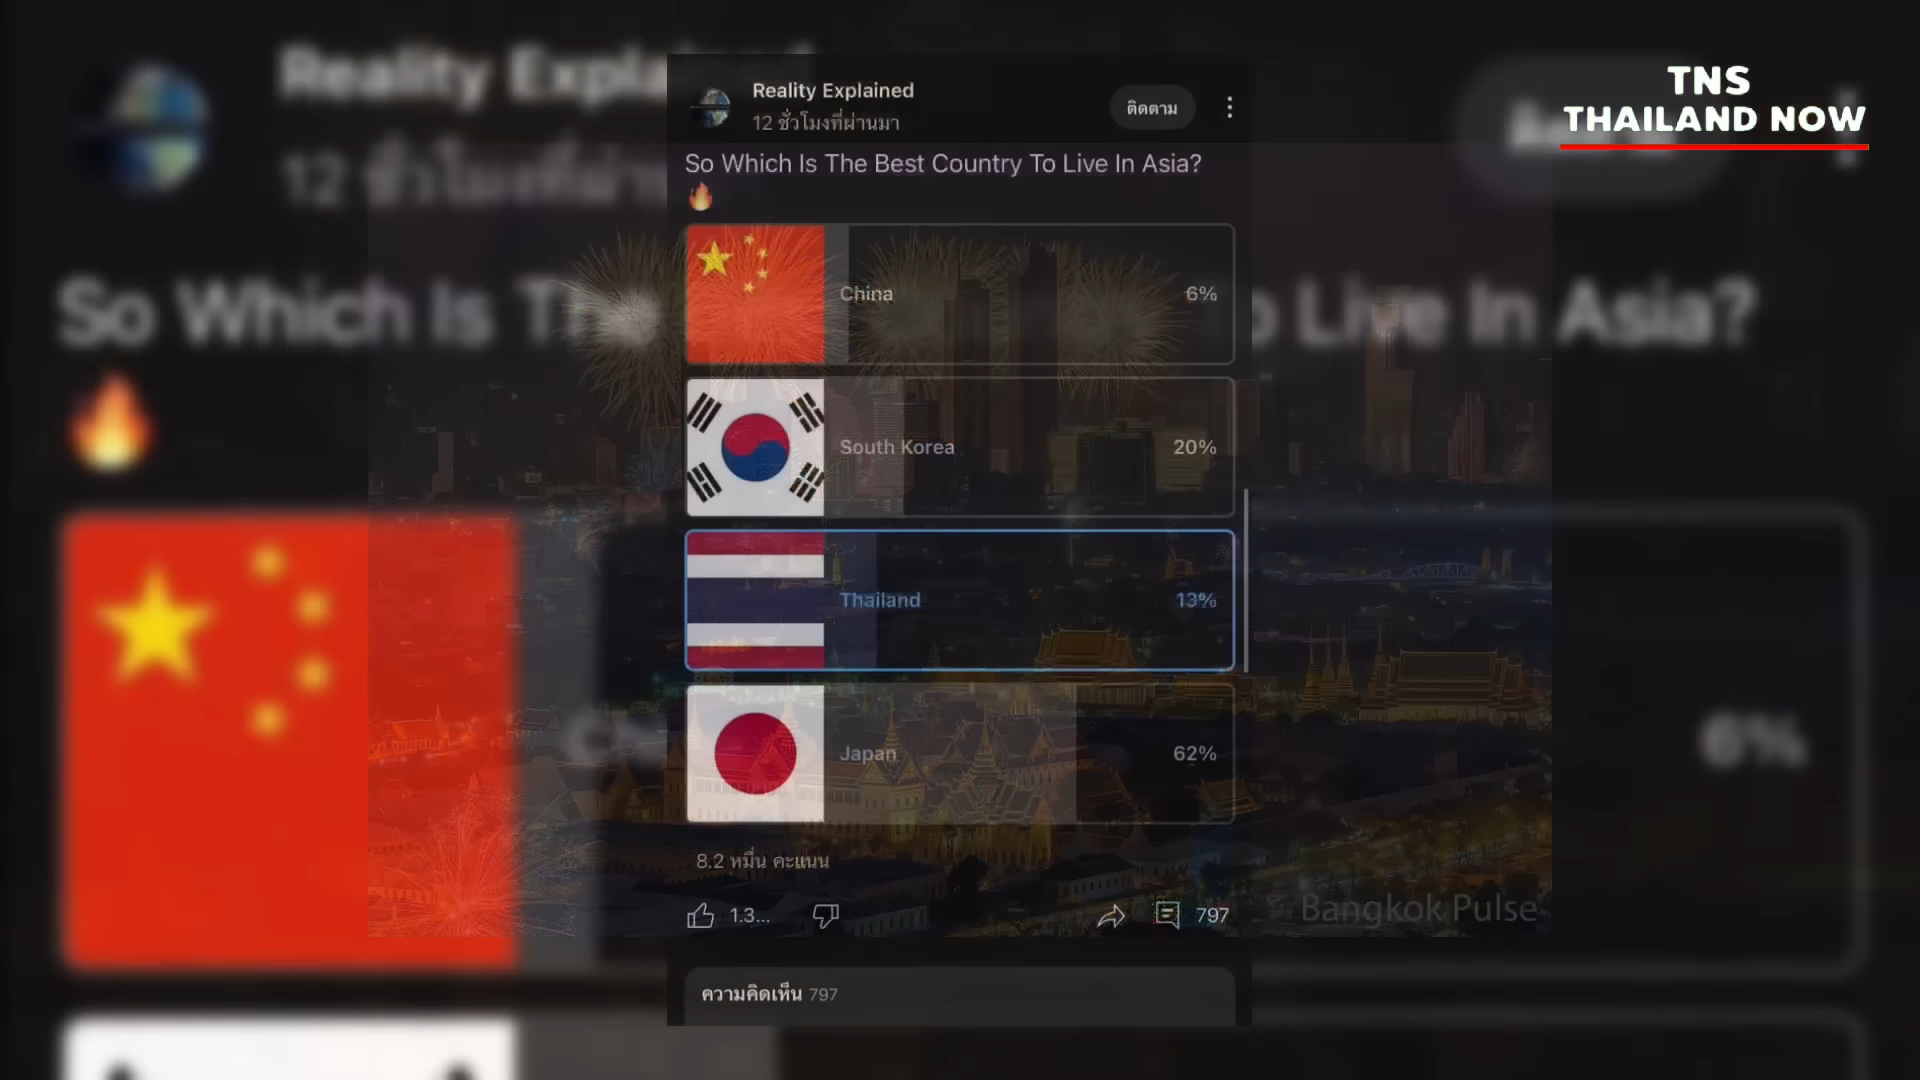 TNS
THAILAND NOW
Reality Explained
12 ชั่วโมงที่ผ่านมา
ติดตาม
So Which Is The Best Country To Live In Asia?
🔥
China
6%
South Korea
20%
Thailand
13%
Japan
62%
8.2 หมื่น คะแนน
1.3...
797
Bangkok Pulse
ความคิดเห็น 797